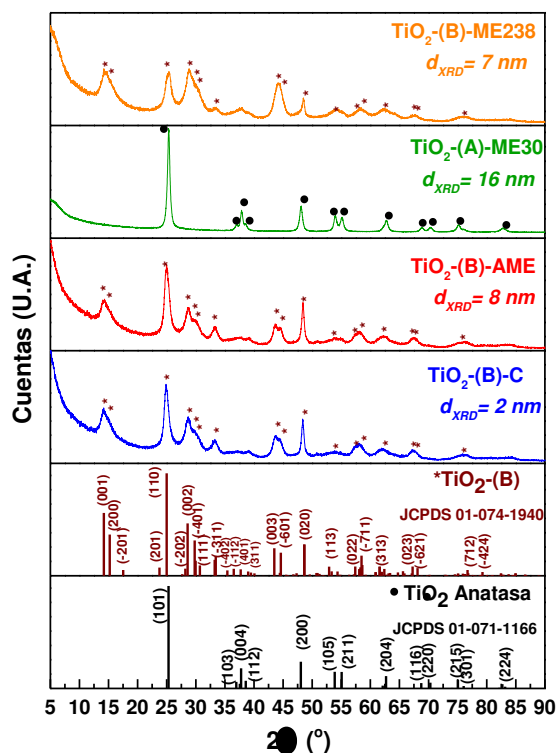 TiO2-(B)-ME238
dXRD= 7 nm
TiO2-(A)-ME30
dXRD= 16 nm
TiO2-(B)-AME
dXRD= 8 nm
TiO2-(B)-C
dXRD= 2 nm
Cuentas (U.A.)
*TiO2-(B)
JCPDS 01-074-1940
(001)
(200)
(-201)
(201)
(110)
(-202)
(002)
(-401)
(111)
(-311)
(-402)
(-112)
(401)
(311)
(003)
(-601)
(020)
(113)
(022)
(-711)
(313)
(023)
(-621)
(712)
(-424)
● TiO2 Anatasa
JCPDS 01-071-1166
(101)
(103)
(004)
(112)
(200)
(105)
(211)
(204)
(116)
(220)
(215)
(301)
(224)
5 10 15 20 25 30 35 40 45 50 55 60 65 70 75 80 85 90
2● (º)